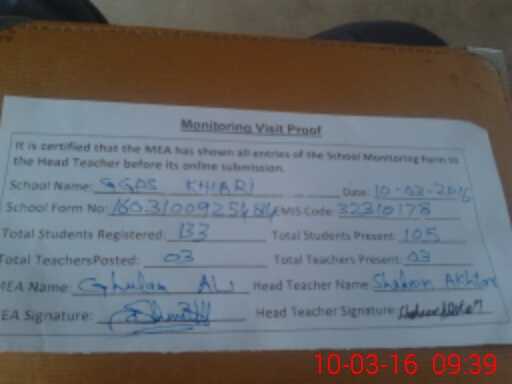 Monitoring Visit Proof
It is certified that the MEA has shown all entries of the School Monitoring Form to
the Head Teacher before its online submission.
School Name: GGPS KHIARI Date: 10-03-2016
School Form No: EMIS Code: 32310178
Total Students Registered: 133 Total Students Present: 105
Total Teachers Posted: 03 Total Teachers Present: 03
MEA Name: Ghulam ALI Head Teacher Name Shaheen Akhtar
MEA Signature: Head Teacher Signature:
10-03-16 09:39